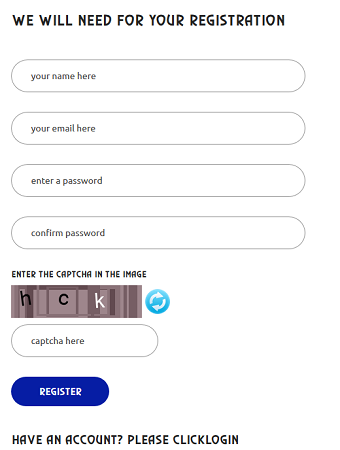 WE WILL NEED FOR YOUR REGISTRATION
your name here
your email here
enter a password
confirm password
ENTER THE CAPTCHA IN THE IMAGE
h c k
captcha here
REGISTER
HAVE AN ACCOUNT? PLEASE CLICKLOGIN